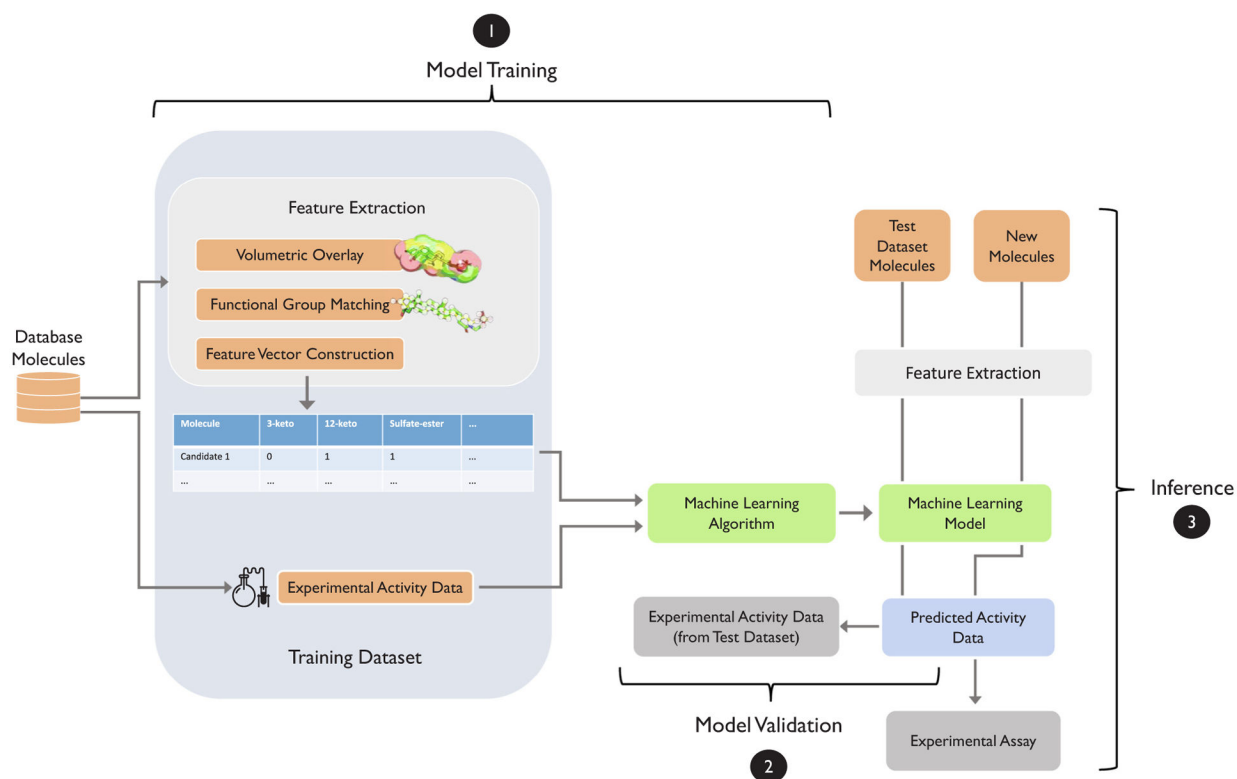 1
Model Training
Feature Extraction
Volumetric Overlay
Functional Group Matching
Feature Vector Construction
Database
Molecules
Molecule 3-keto 12-keto Sulfate-ester ...
Candidate 1 0 1 1 ...
... ... ... ... ...
Experimental Activity Data
Training Dataset
Machine Learning
Algorithm
Test
Dataset
Molecules
New
Molecules
Feature Extraction
Machine Learning
Model
Experimental Activity Data
(from Test Dataset)
Predicted Activity
Data
Model Validation
2
Experimental Assay
Inference
3